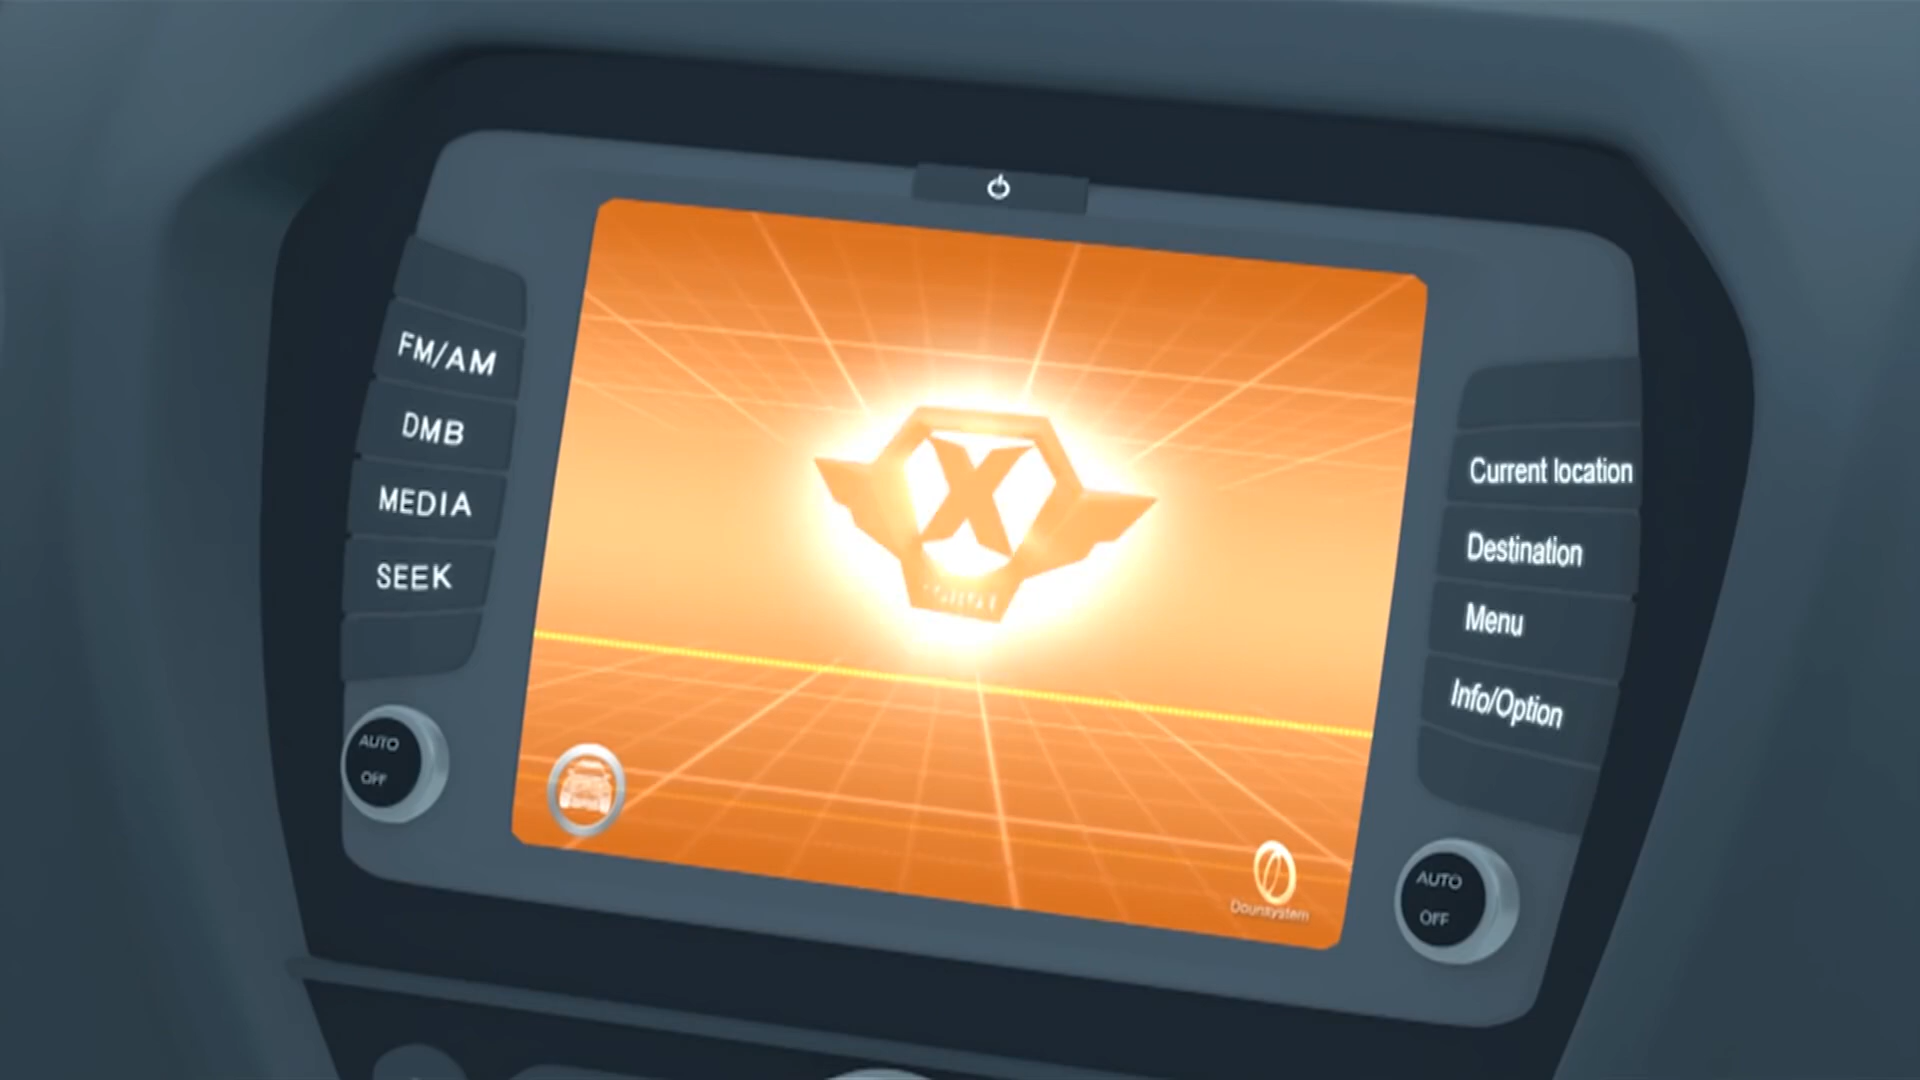 FM/AM
DMB
MEDIA
SEEK
AUTO
OFF
X
Current location
Destination
Menu
Info/Option
AUTO
OFF